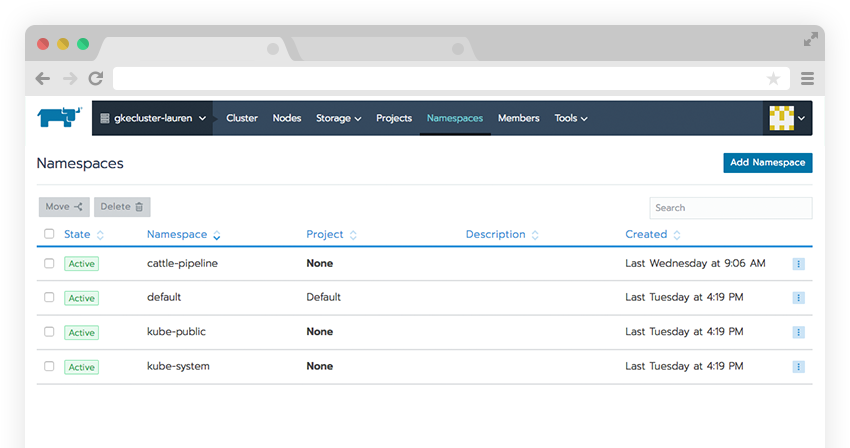 gkecluster-lauren Cluster Nodes Storage Projects Namespaces Members Tools
Namespaces Add Namespace
Move Delete Search
State Namespace Project Description Created
Active cattle-pipeline None Last Wednesday at 9:06 AM
Active default Default Last Tuesday at 4:19 PM
Active kube-public None Last Tuesday at 4:19 PM
Active kube-system None Last Tuesday at 4:19 PM